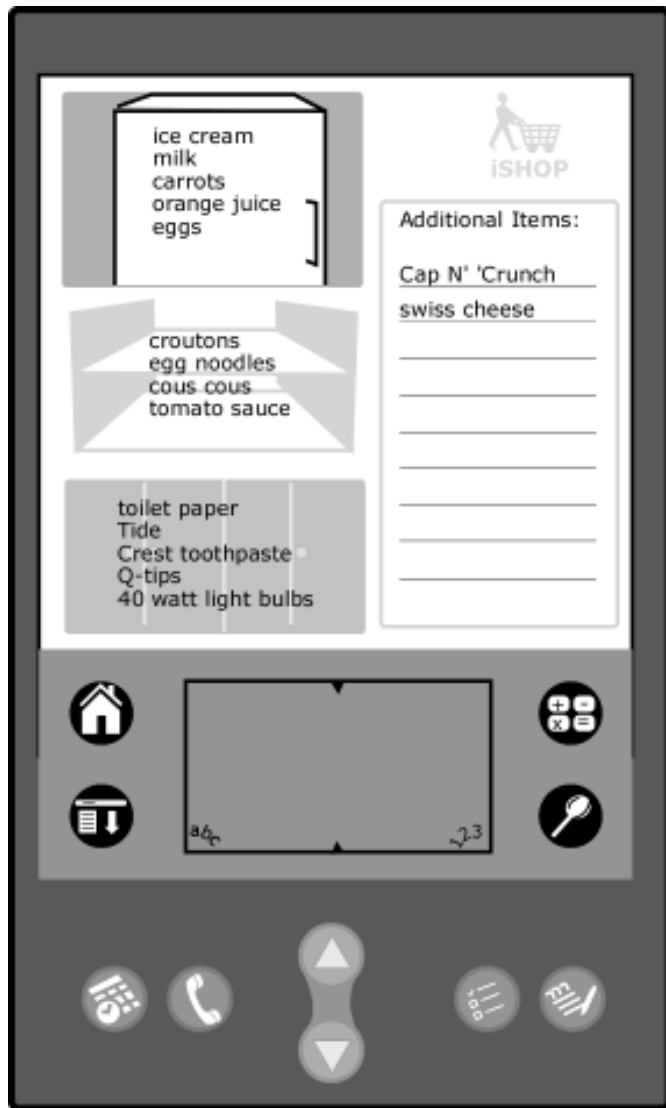 ice cream
milk
carrots
orange juice
eggs
iSHOP
croutons
egg noodles
cous cous
tomato sauce
toilet paper
Tide
Crest toothpaste
Q-tips
40 watt light bulbs
Additional Items:
Cap N' 'Crunch
swiss cheese
+ -
x =
abc
123